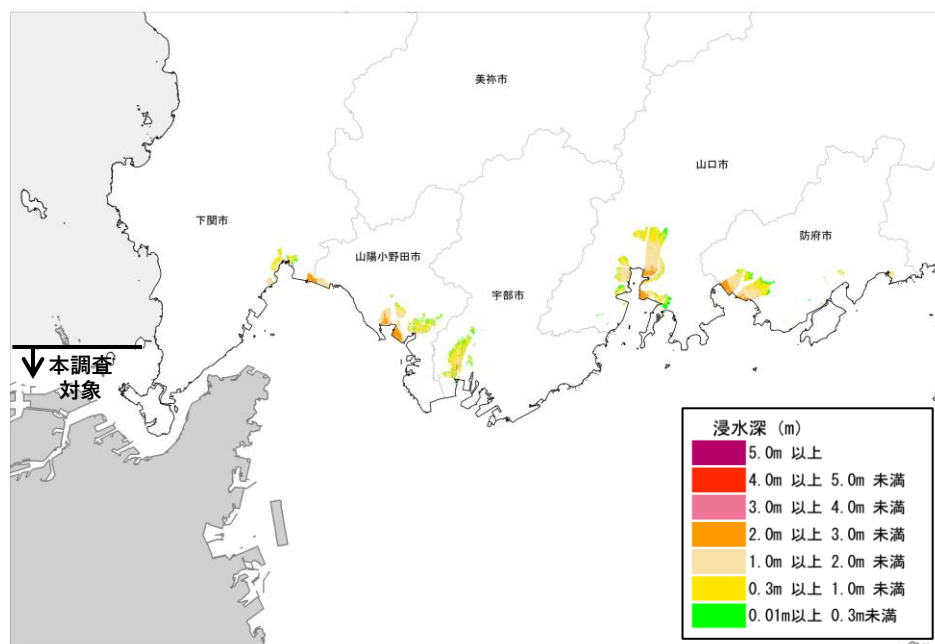 美祢市
山口市
下関市
山陽小野田市
防府市
宇部市
本調査
対象
浸水深 (m)
5.0m 以上
4.0m 以上 5.0m 未満
3.0m 以上 4.0m 未満
2.0m 以上 3.0m 未満
1.0m 以上 2.0m 未満
0.3m 以上 1.0m 未満
0.01m以上 0.3m未満